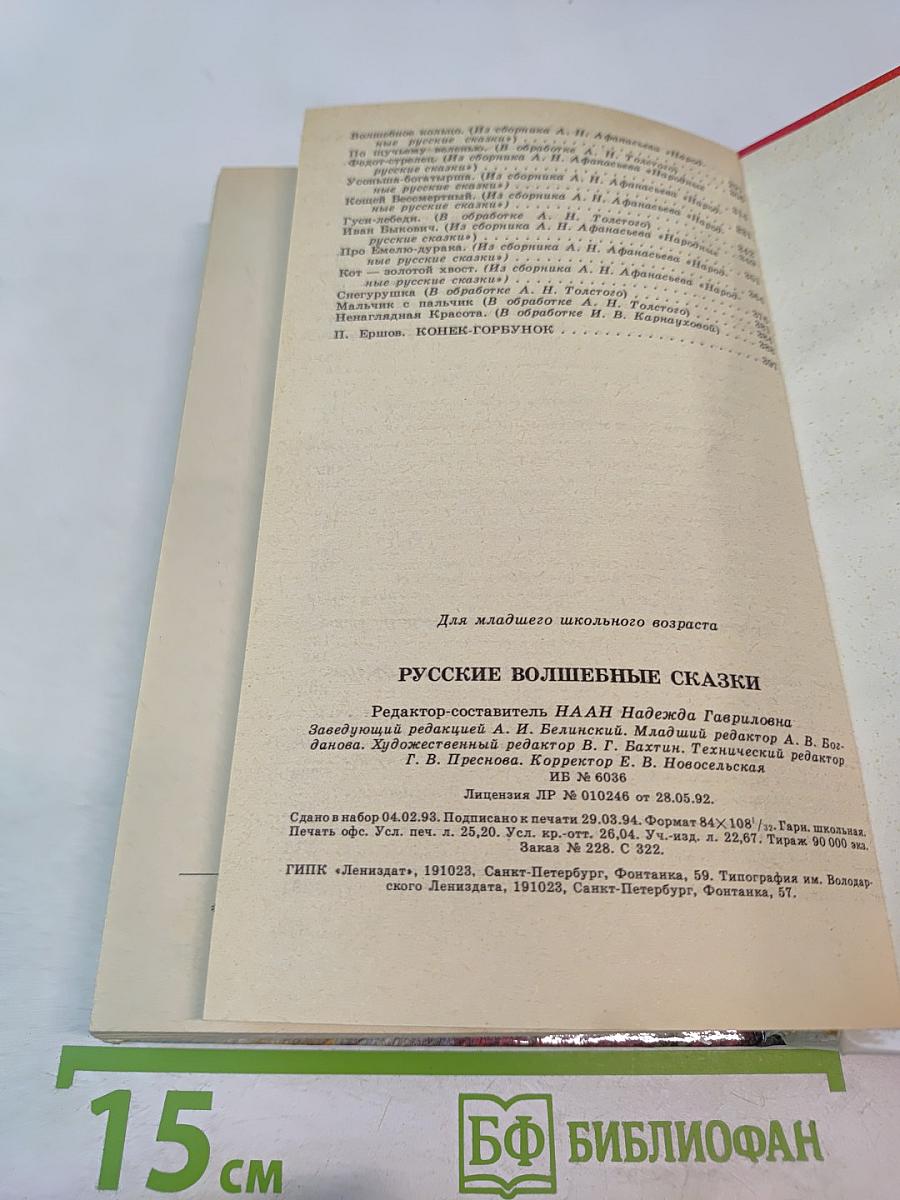 Волшебное кольцо. (Из сборника А. Н. Афанасьева «Народ-
ные русские сказки»)
По щучьему веленью. (В обработке А. Н. Толстого)
Федот-стрелец. (Из сборника А. Н. Афанасьева «Народные
русские сказки»)
Усоньша-богатырша. (Из сборника А. Н. Афанасьева «Народ-
ные русские сказки»)
Кощей Бессмертный. (Из сборника А. Н. Афанасьева «Народ-
ные русские сказки»)
Гуси-лебеди. (В обработке А. Н. Толстого)
Иван Быкович. (Из сборника А. Н. Афанасьева «Народные
русские сказки»)
Про Емелю-дурака. (Из сборника А. Н. Афанасьева «Народ-
ные русские сказки»)
Кот — золотой хвост. (Из сборника А. Н. Афанасьева «Народ-
ные русские сказки»)
Снегурушка (В обработке А. Н. Толстого)
Мальчик с пальчик (В обработке А. Н. Толстого)
Ненаглядная Красота. (В обработке И. В. Карнауховой)
П. Ершов. КОНЕК-ГОРБУНОК
Для младшего школьного возраста
РУССКИЕ ВОЛШЕБНЫЕ СКАЗКИ
Редактор-составитель НААН Надежда Гавриловна
Заведующий редакцией А. И. Белинский. Младший редактор А. В. Бог-
данова. Художественный редактор В. Г. Бахтин. Технический редактор
Г. В. Преснова. Корректор Е. В. Новосельская
ИБ № 6036
Лицензия ЛР № 010246 от 28.05.92.
Сдано в набор 04.02.93. Подписано к печати 29.03.94. Формат 84×108¹/₃₂. Гарн. школьная.
Печать офс. Усл. печ. л. 25,20. Усл. кр.-отт. 26,04. Уч.-изд. л. 22,67. Тираж 90 000 экз.
Заказ № 228. С 322.
ГИПК «Лениздат», 191023, Санкт-Петербург, Фонтанка, 59. Типография им. Володар-
ского Лениздата, 191023, Санкт-Петербург, Фонтанка, 57.
15 см
БФ БИБЛИОФАН